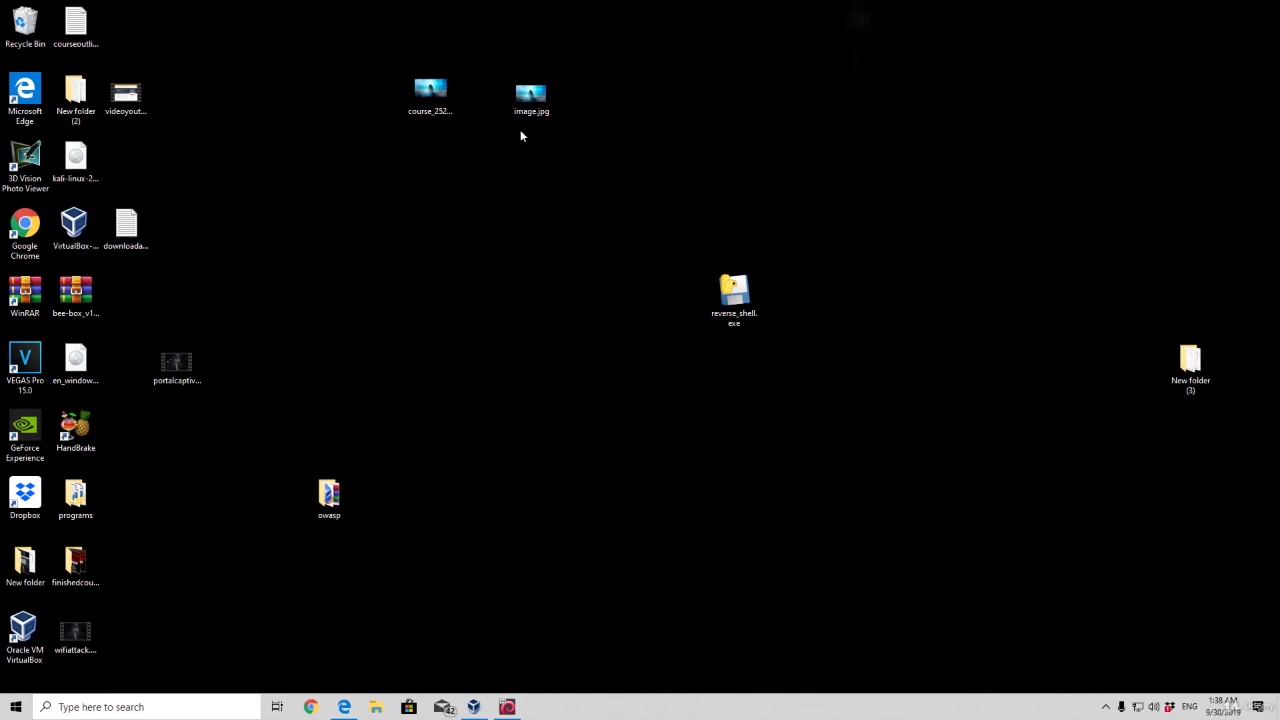 Recycle Bin
courseoutli...
Microsoft
Edge
New folder
(2)
videoyout...
course_252...
image.jpg
3D Vision
Photo Viewer
kali-linux-2...
Google
Chrome
VirtualBox-...
downloada...
WinRAR
bee-box_v1...
reverse_shell.
exe
VEGAS Pro
15.0
en_window...
portalcaptiv...
New folder
(3)
GeForce
Experience
HandBrake
Dropbox
programs
owasp
New folder
finishedcou...
Oracle VM
VirtualBox
wifiattack....
Type here to search
42
ENG
1:38 AM
9/30/2019